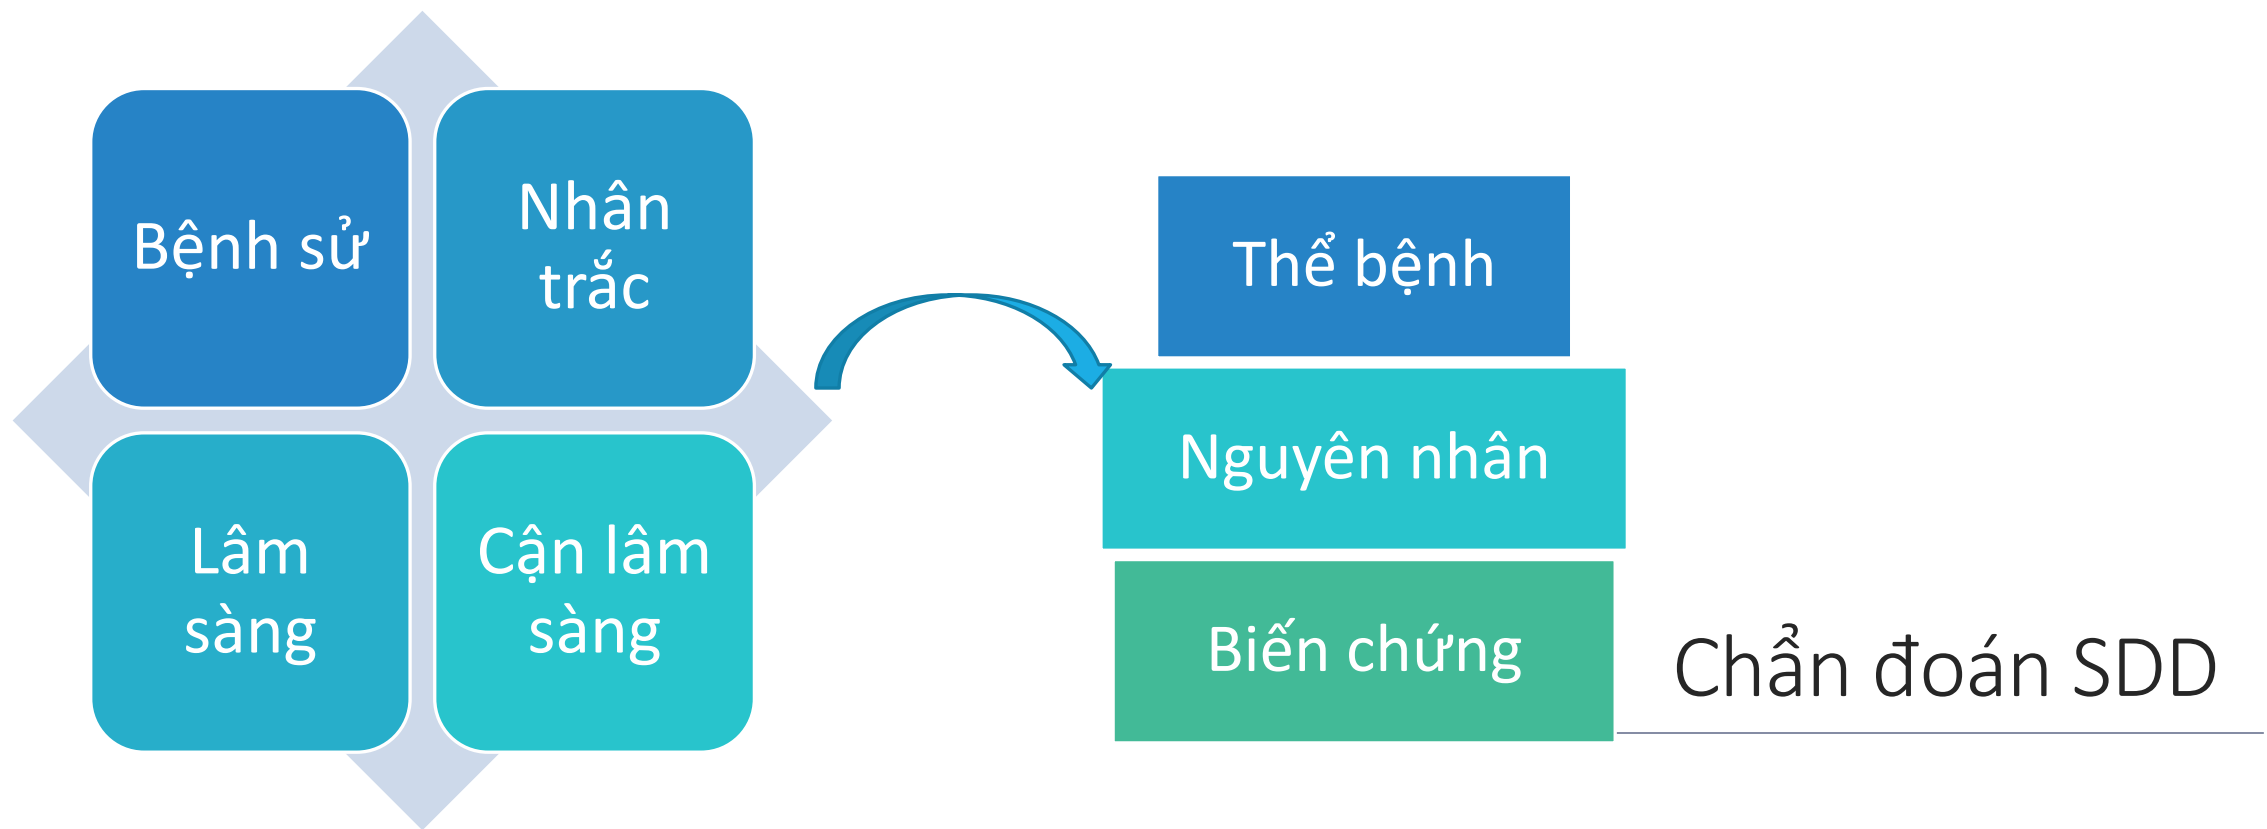 Bệnh sử
Nhân
trắc
Lâm
sàng
Cận lâm
sàng
Thể bệnh
Nguyên nhân
Biến chứng
Chẩn đoán SDD